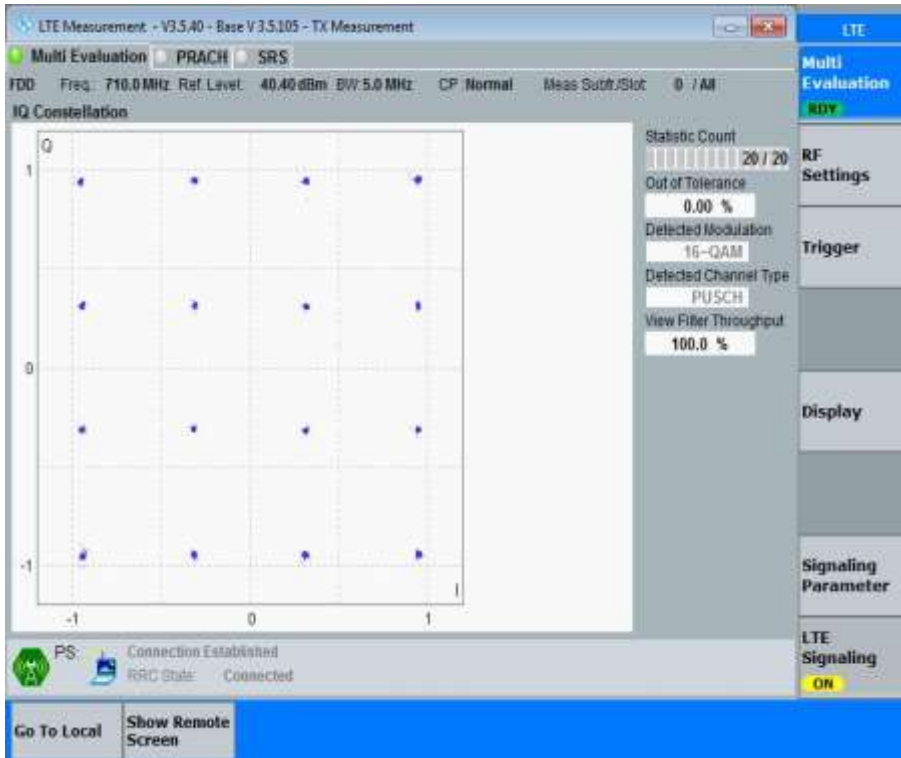 LTE Measurement - V3.5.40 - Base V 3.5.105 - TX Measurement
Multi Evaluation PRACH SRS
FDD Freq.: 710.0 MHz Ref. Level: 40.40 dBm BW: 5.0 MHz CP: Normal Meas Subfr./Slot: 0 / All
IQ Constellation
Q
1
0
-1
-1 0 1
I
Statistic Count
20 / 20
Out of Tolerance
0.00 %
Detected Modulation
16-QAM
Detected Channel Type
PUSCH
View Filter Throughput
100.0 %
PS:
Connection Established
RRC State: Connected
LTE
Multi
Evaluation
RDY
RF
Settings
Trigger
Display
Signaling
Parameter
LTE
Signaling
ON
Go To Local
Show Remote
Screen